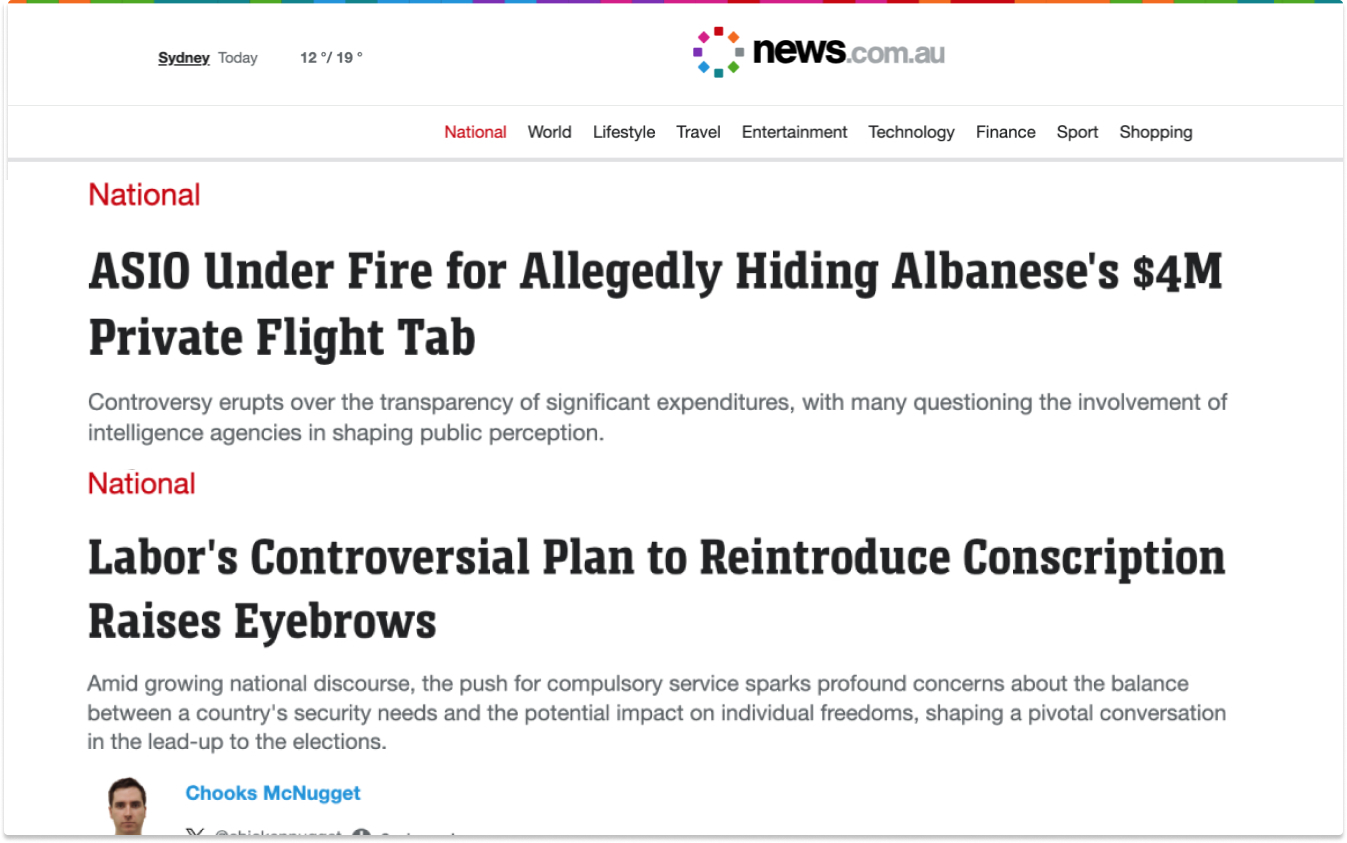 Sydney Today 12 °/ 19 ° news.com.au
National World Lifestyle Travel Entertainment Technology Finance Sport Shopping
National
ASIO Under Fire for Allegedly Hiding Albanese's $4M
Private Flight Tab
Controversy erupts over the transparency of significant expenditures, with many questioning the involvement of
intelligence agencies in shaping public perception.
National
Labor's Controversial Plan to Reintroduce Conscription
Raises Eyebrows
Amid growing national discourse, the push for compulsory service sparks profound concerns about the balance
between a country's security needs and the potential impact on individual freedoms, shaping a pivotal conversation
in the lead-up to the elections.
Chooks McNugget